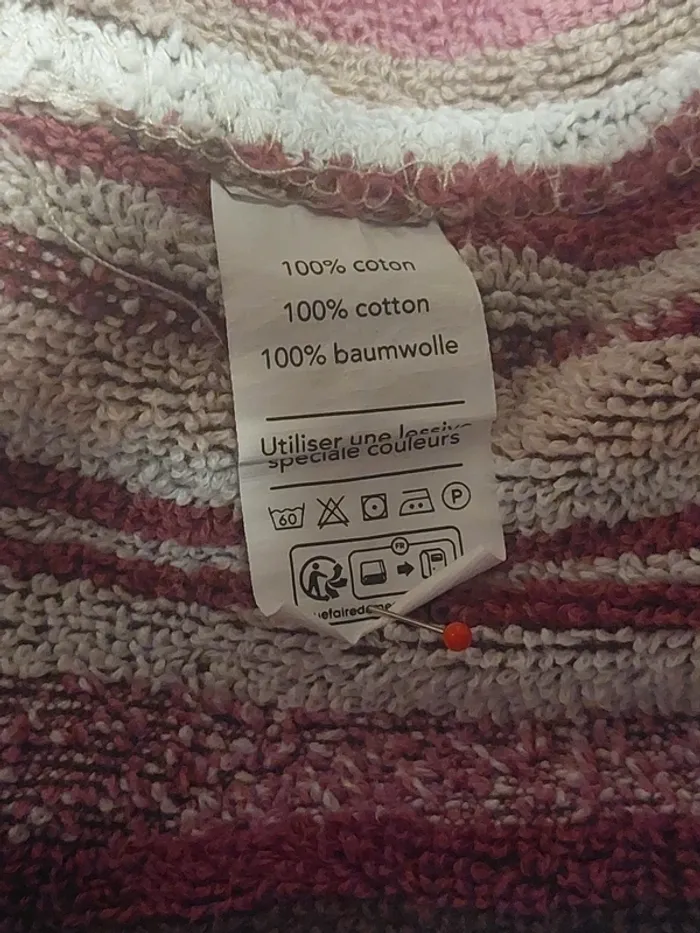 100% coton
100% cotton
100% baumwolle
Utiliser une lessive
spéciale couleurs
60 P
FR